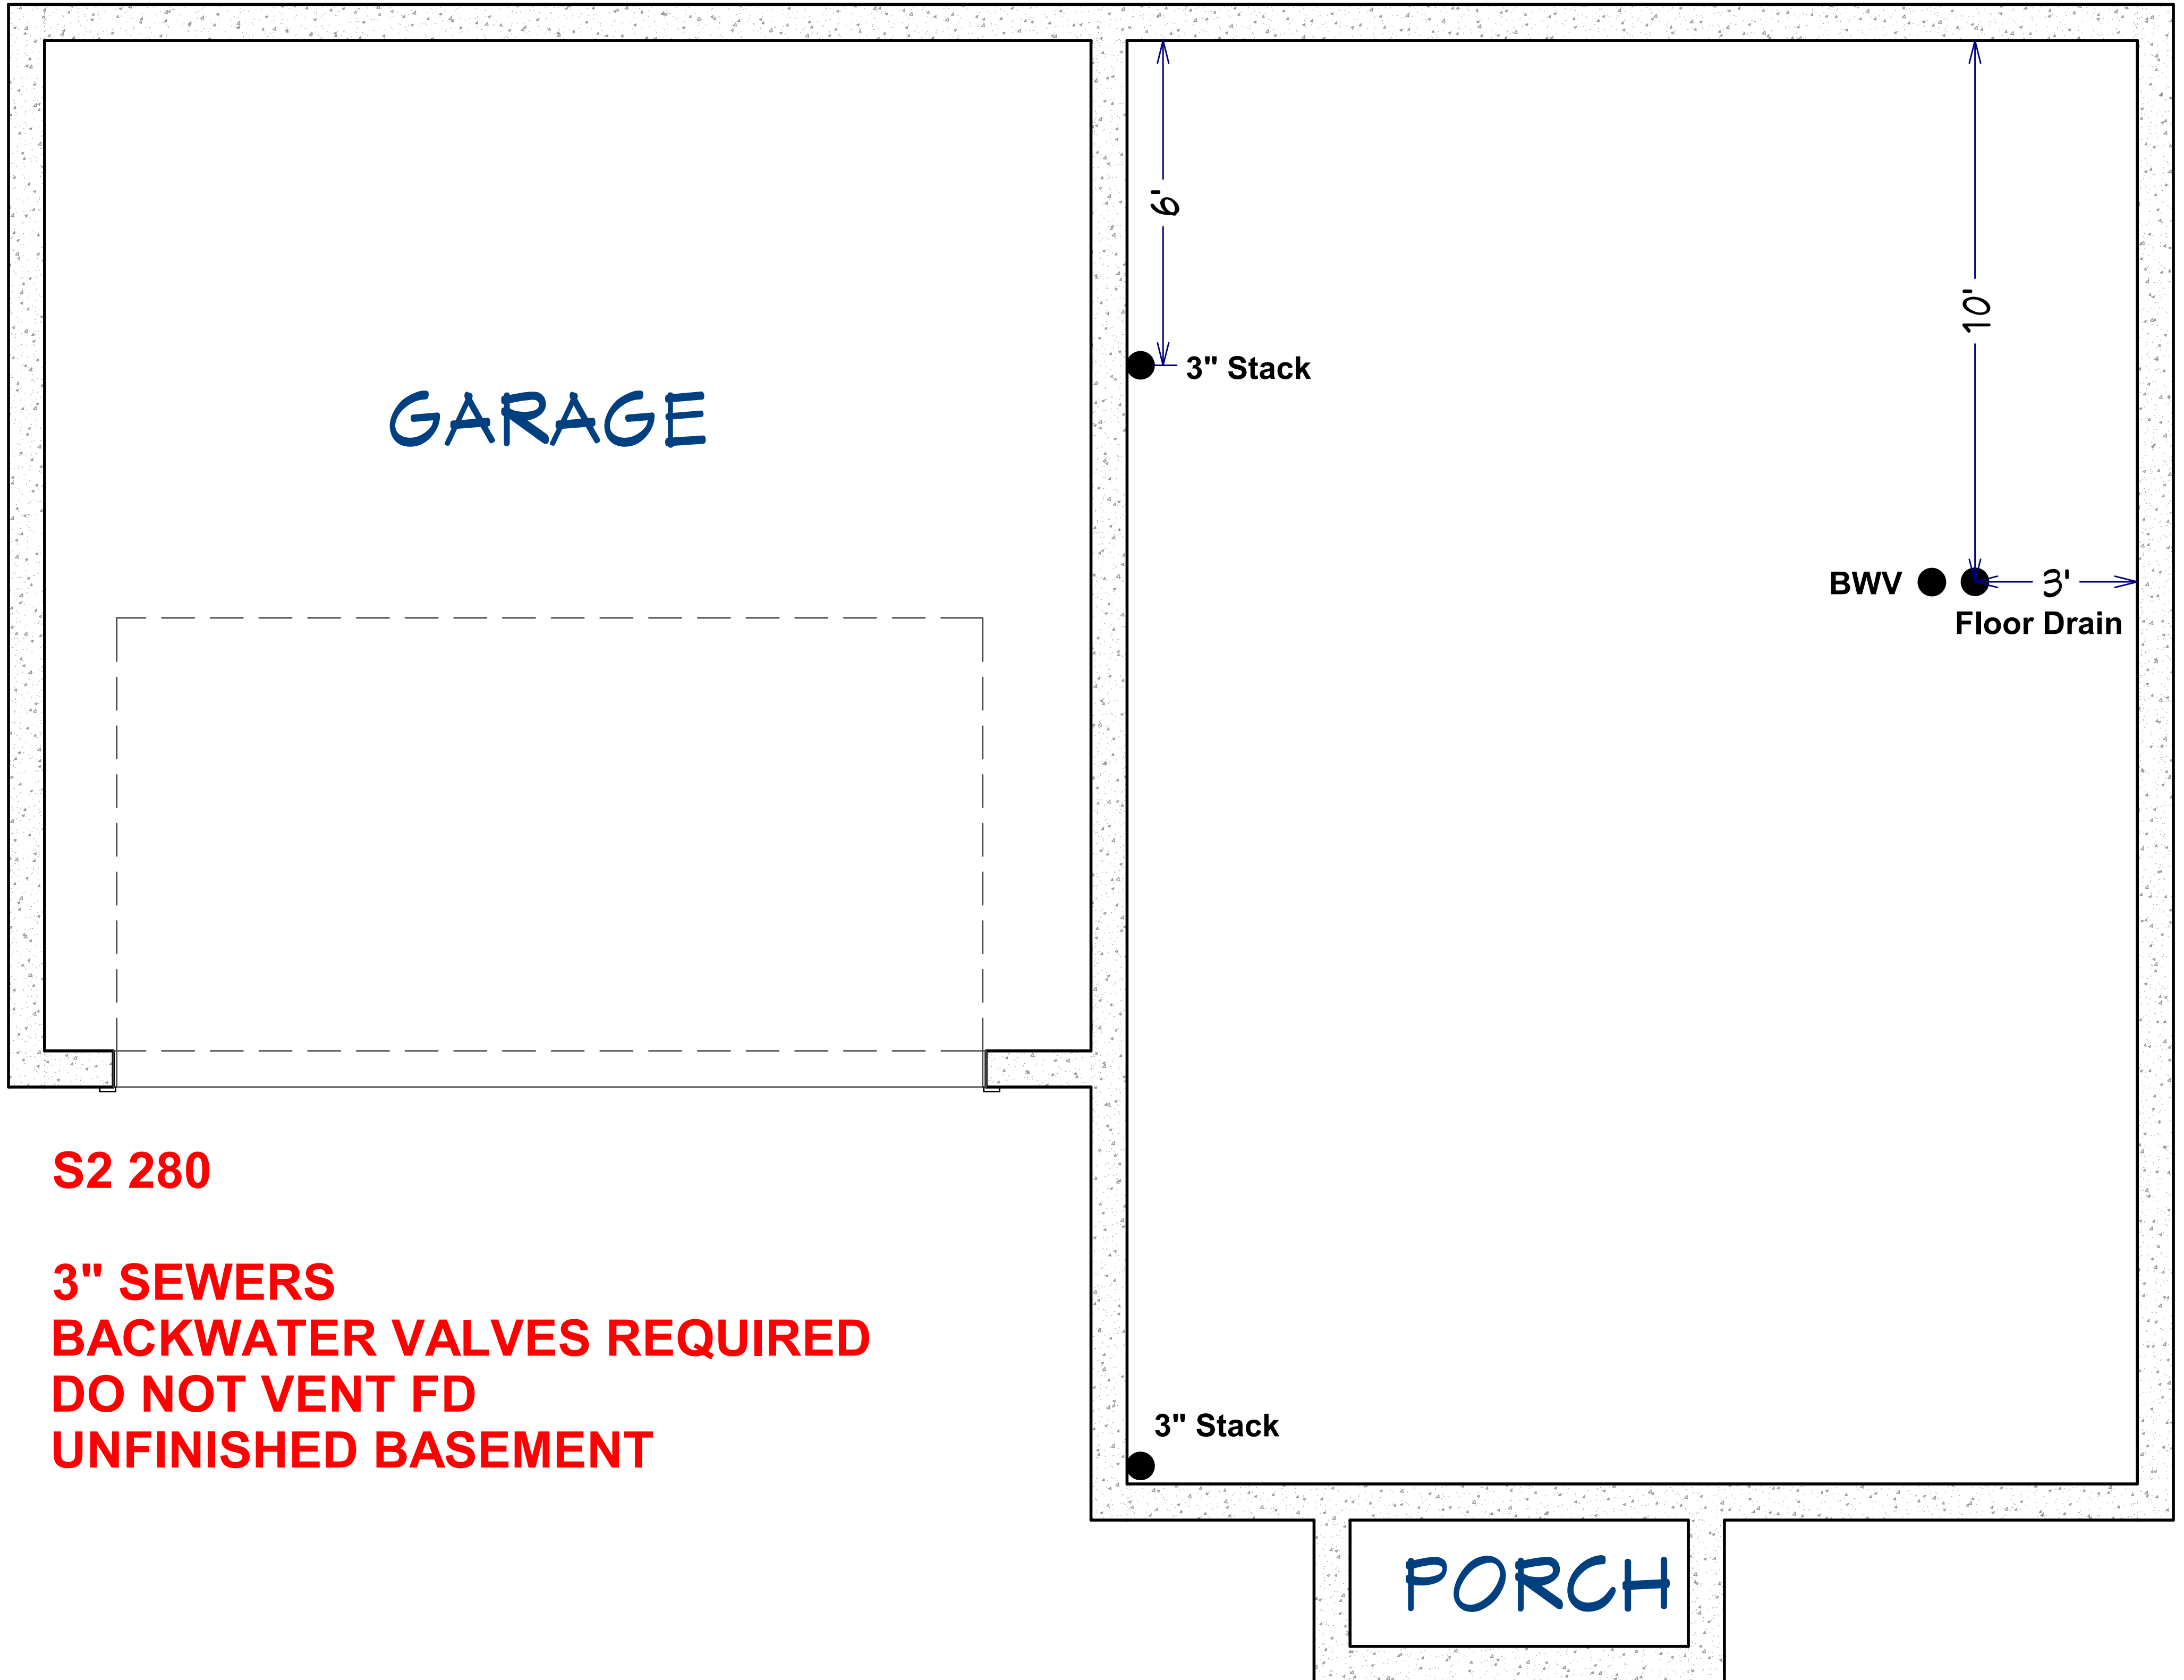 6'
10'
3" Stack
GARAGE
BWV
3'
Floor Drain
S2 280
3" SEWERS
BACKWATER VALVES REQUIRED
DO NOT VENT FD
UNFINISHED BASEMENT
3" Stack
PORCH